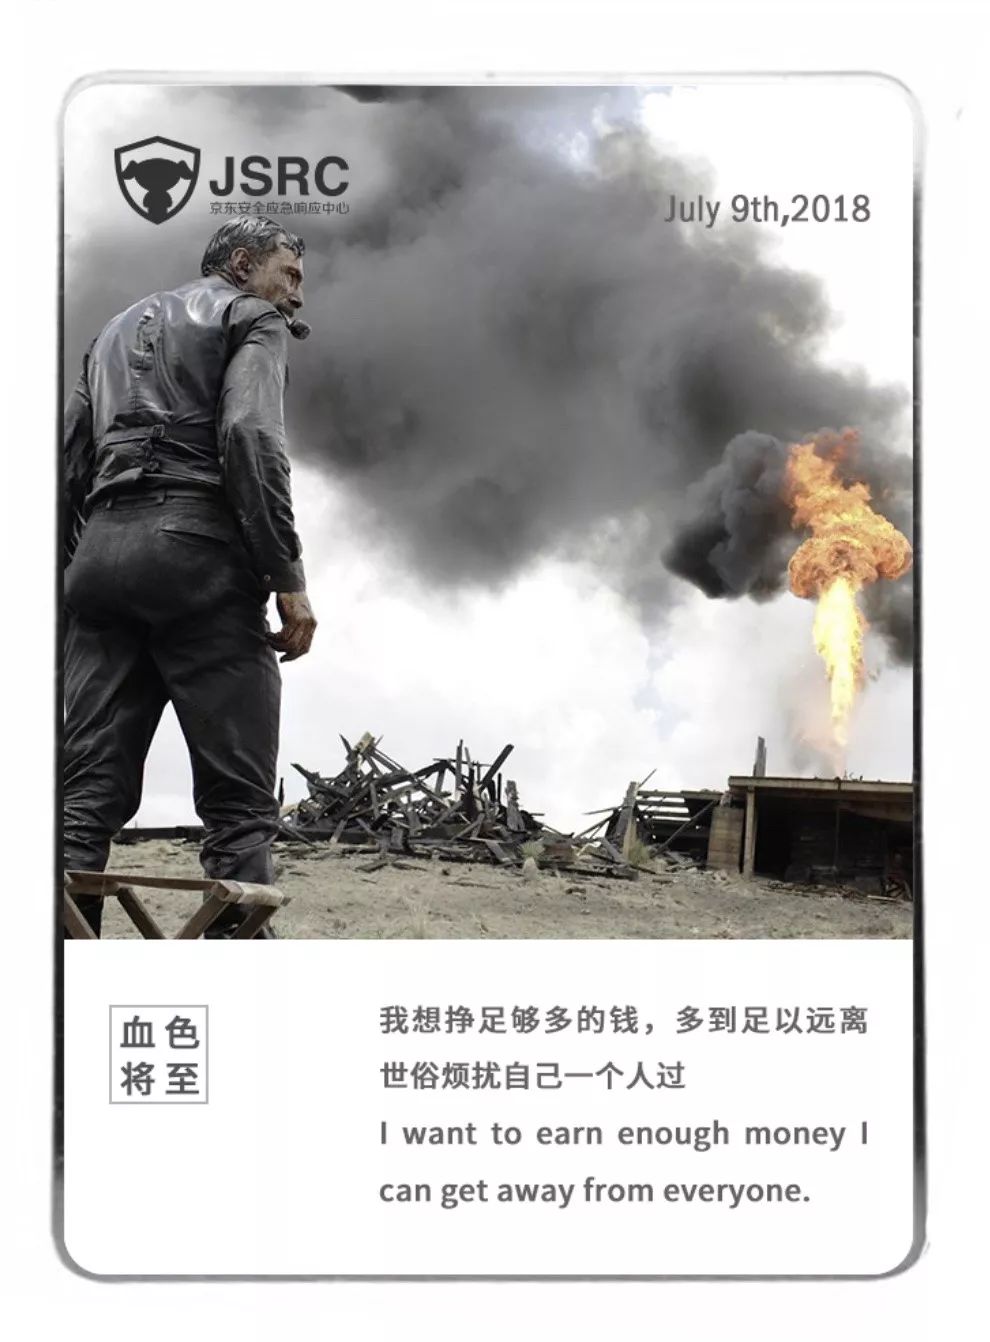 JSRC
京东安全应急响应中心
July 9th,2018
血色
将至
我想挣足够多的钱，多到足以远离
世俗烦扰自己一个人过
I want to earn enough money I
can get away from everyone.